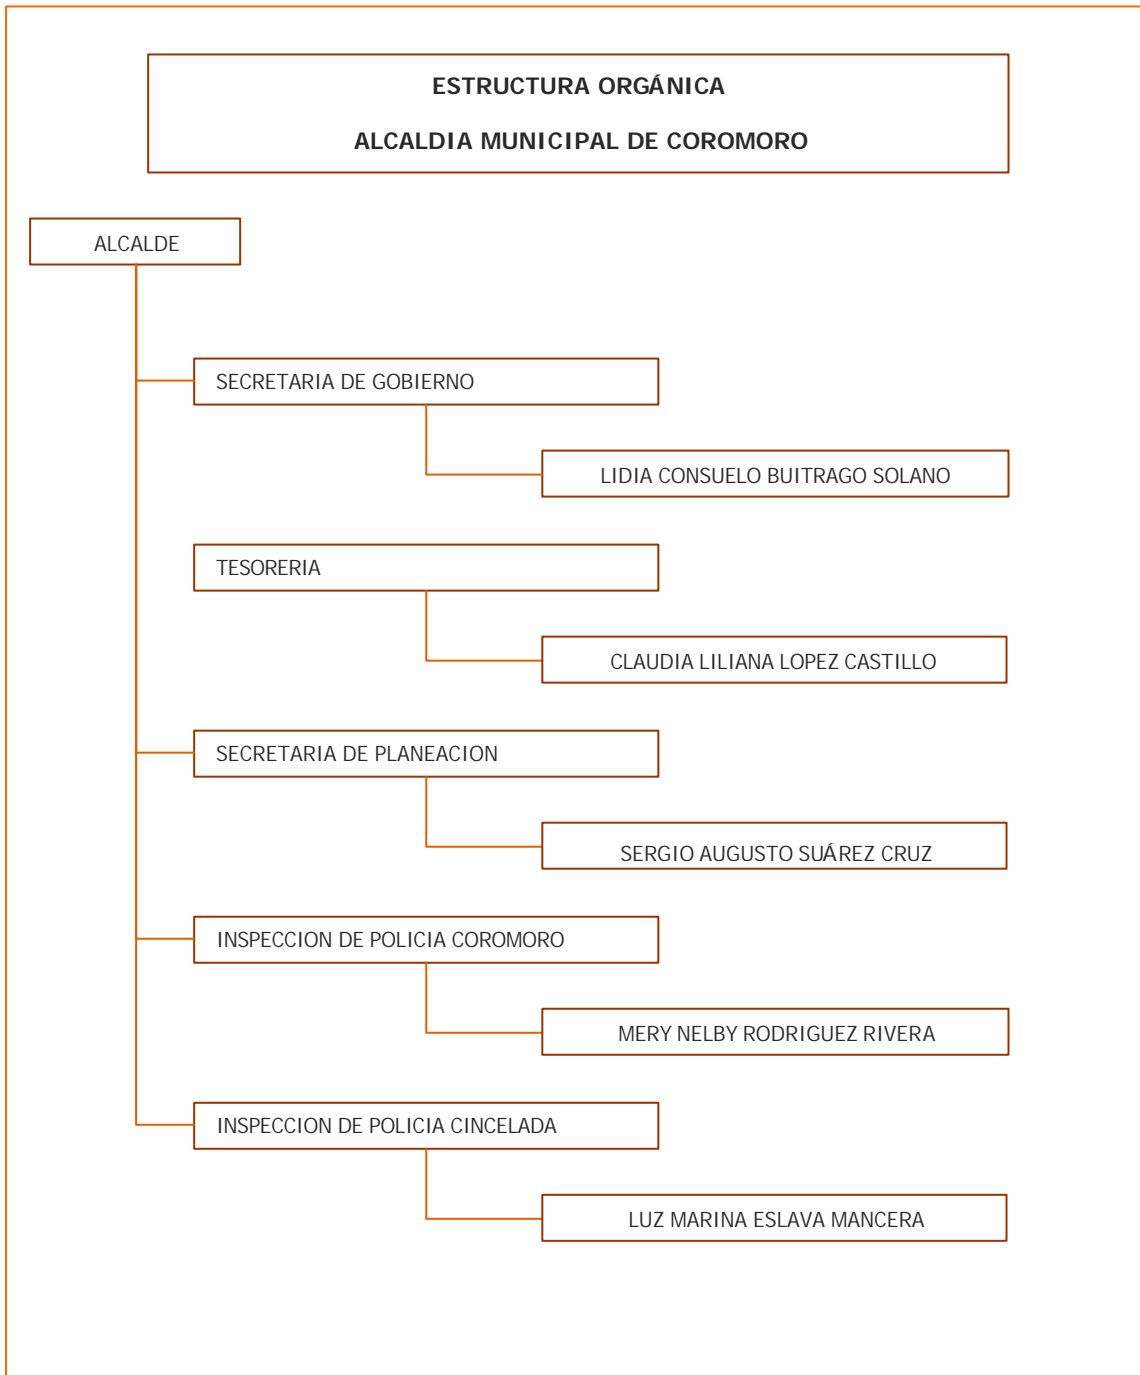 ESTRUCTURA ORGÁNICA
ALCALDIA MUNICIPAL DE COROMORO
ALCALDE
SECRETARIA DE GOBIERNO
LIDIA CONSUELO BUITRAGO SOLANO
TESORERIA
CLAUDIA LILIANA LOPEZ CASTILLO
SECRETARIA DE PLANEACION
SERGIO AUGUSTO SUÁREZ CRUZ
INSPECCION DE POLICIA COROMORO
MERY NELBY RODRIGUEZ RIVERA
INSPECCION DE POLICIA CINCELADA
LUZ MARINA ESLAVA MANCERA